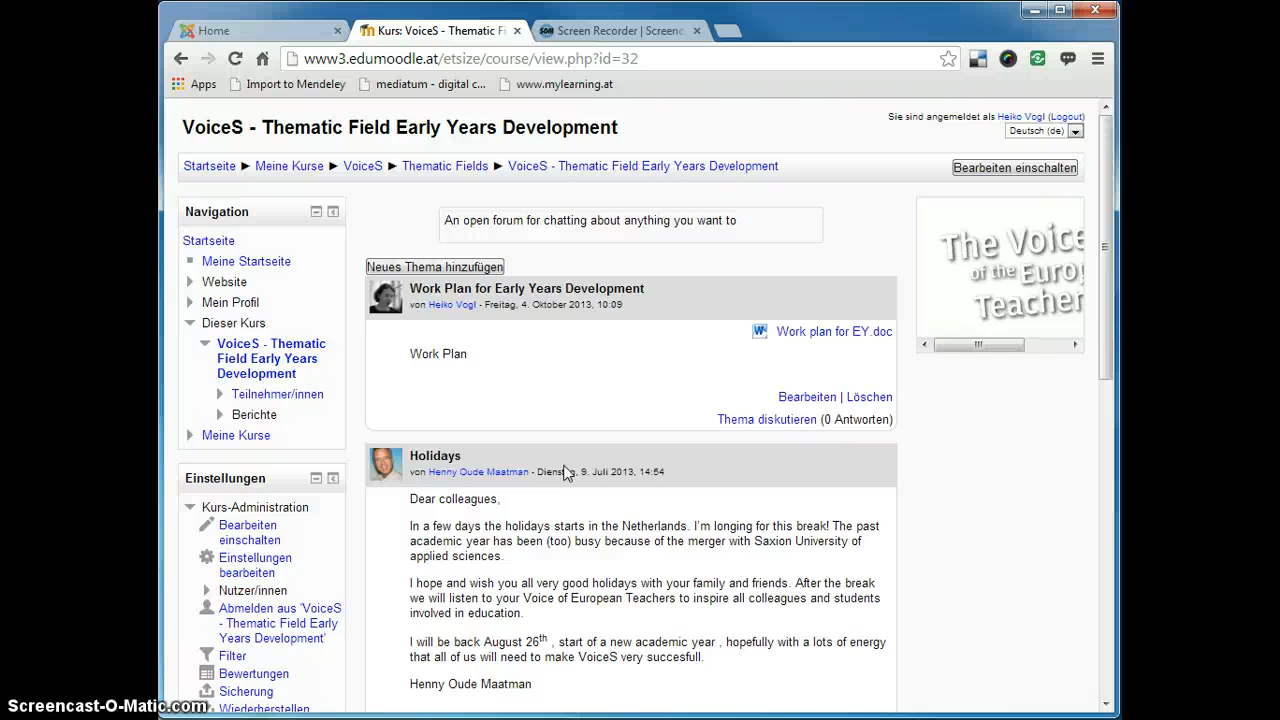 Home
Kurs: VoiceS - Thematic Fi
Screen Recorder | Screenc
www3.edumoodle.at/etsize/course/view.php?id=32
Apps
Import to Mendeley
mediatum - digital c...
www.mylearning.at
VoiceS - Thematic Field Early Years Development
Sie sind angemeldet als Heiko Vogl (Logout)
Deutsch (de)
Startseite ► Meine Kurse ► VoiceS ► Thematic Fields ► VoiceS - Thematic Field Early Years Development
Bearbeiten einschalten
Navigation
Startseite
Meine Startseite
Website
Mein Profil
Dieser Kurs
VoiceS - Thematic
Field Early Years
Development
Teilnehmer/innen
Berichte
Meine Kurse
Einstellungen
Kurs-Administration
Bearbeiten
einschalten
Einstellungen
bearbeiten
Nutzer/innen
Abmelden aus 'VoiceS
- Thematic Field Early
Years Development'
Filter
Bewertungen
Sicherung
Wiederherstellen
An open forum for chatting about anything you want to
Neues Thema hinzufügen
Work Plan for Early Years Development
von Heiko Vogl - Freitag, 4. Oktober 2013, 10:09
Work plan for EY.doc
Work Plan
Bearbeiten | Löschen
Thema diskutieren (0 Antworten)
Holidays
von Henny Oude Maatman - Dienstag, 9. Juli 2013, 14:54
Dear colleagues,
In a few days the holidays starts in the Netherlands. I'm longing for this break! The past
academic year has been (too) busy because of the merger with Saxion University of
applied sciences.
I hope and wish you all very good holidays with your family and friends. After the break
we will listen to your Voice of European Teachers to inspire all colleagues and students
involved in education.
I will be back August 26th , start of a new academic year , hopefully with a lots of energy
that all of us will need to make VoiceS very succesfull.
Henny Oude Maatman
The Voice
of the Europ
Teacher
Screencast-O-Matic.com